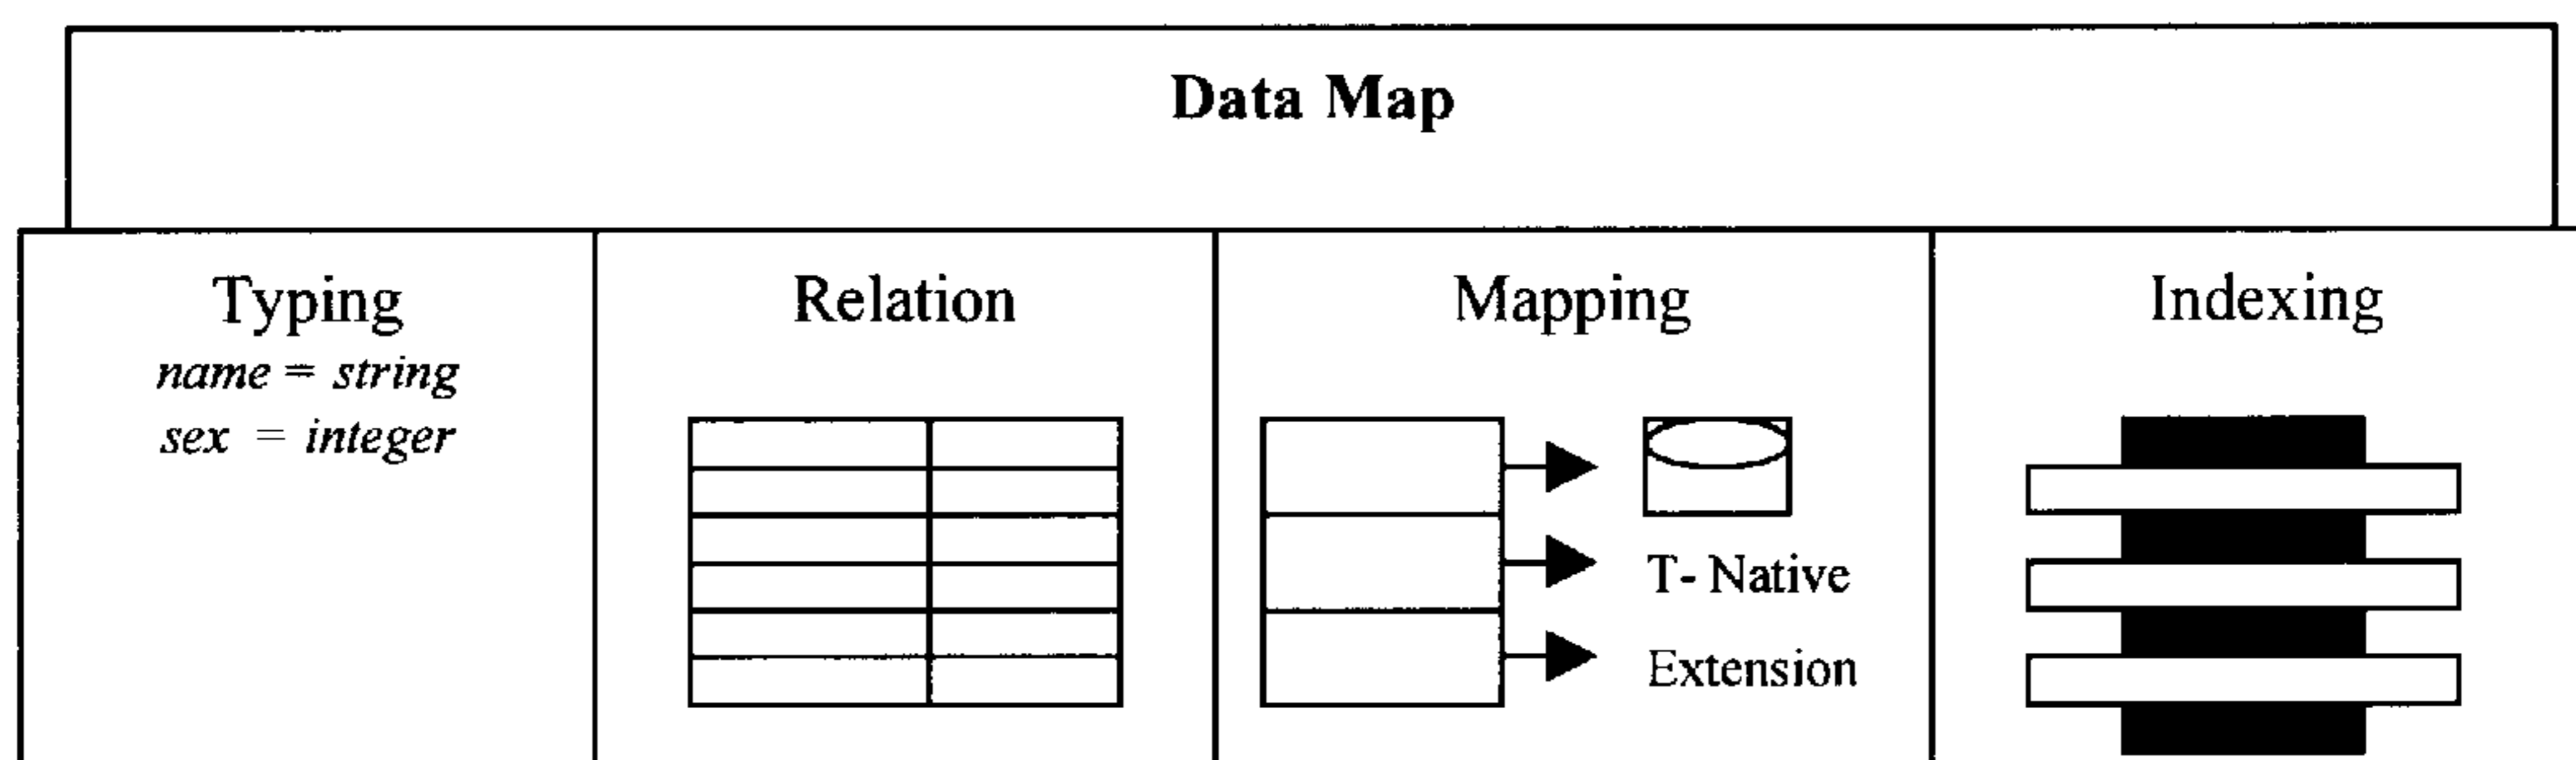 Data Map
Typing
name = string
sex = integer
Relation
Mapping
T- Native
Extension
Indexing